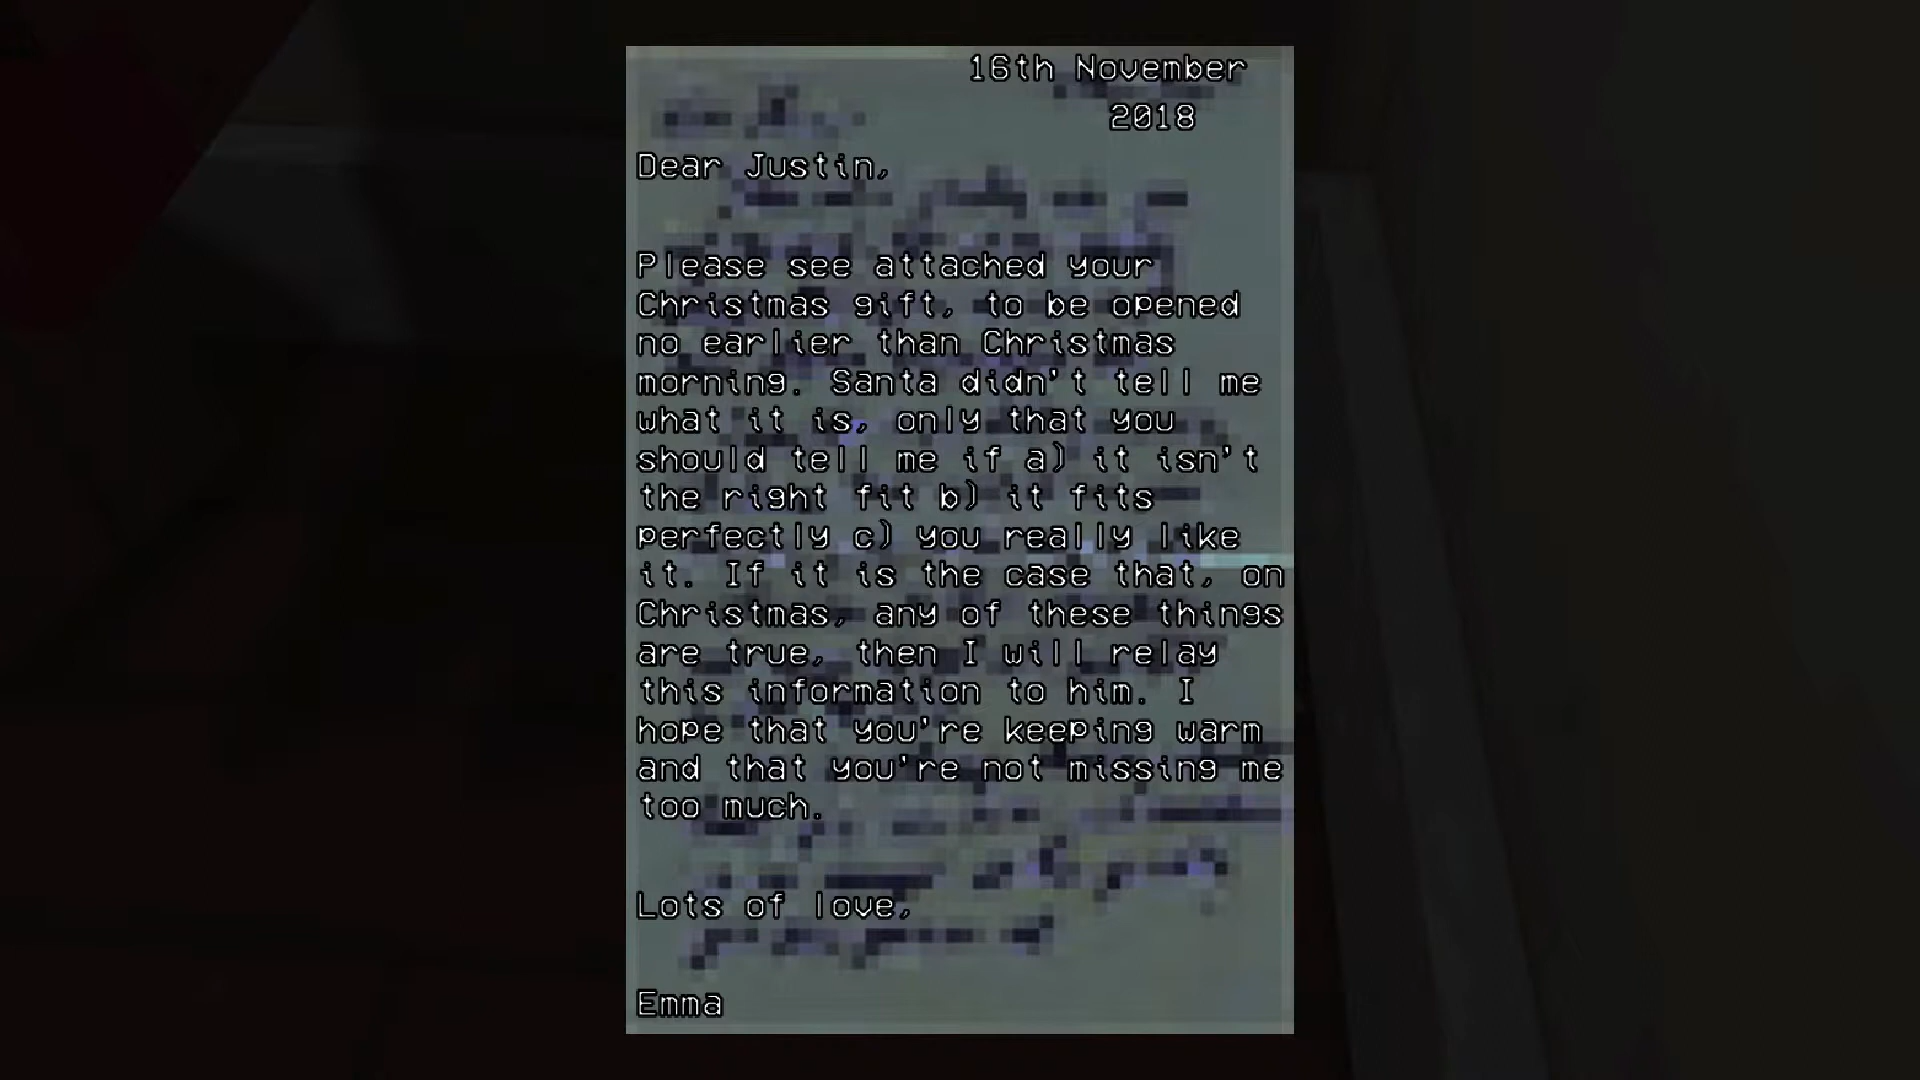 16th November
2018
Dear Justin,
Please see attached your
Christmas gift, to be opened
no earlier than Christmas
morning. Santa didn't tell me
what it is, only that you
should tell me if a) it isn't
the right fit b) it fits
perfectly c) you really like
it. If it is the case that, on
Christmas, any of these things
are true, then I will relay
this information to him. I
hope that you're keeping warm
and that you're not missing me
too much.
Lots of love,
Emma